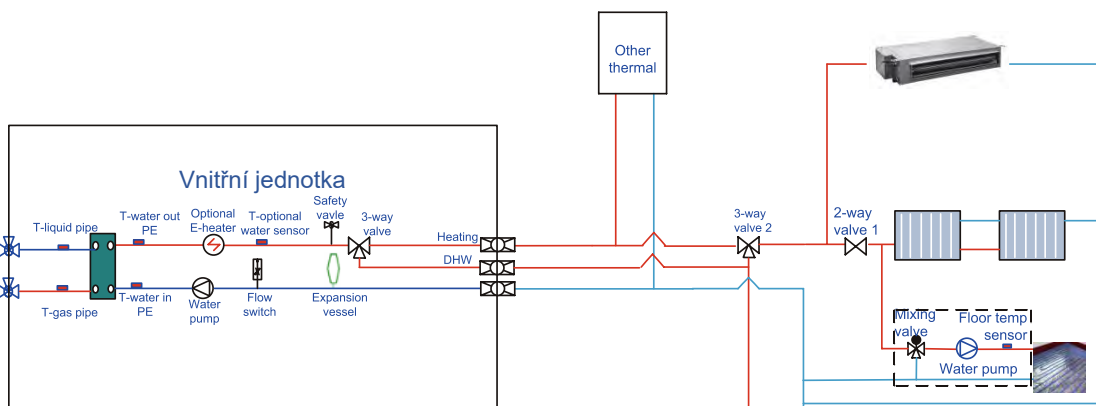 Other
thermal
Vnitřní jednotka
T-liquid pipe
T-water out
PE
Optional
E-heater
T-optional
water sensor
Safety
vavle
3-way
valve
Heating
DHW
T-gas pipe
T-water in
PE
Water
pump
Flow
switch
Expansion
vessel
3-way
valve 2
2-way
valve 1
Mixing
valve
Floor temp
sensor
Water pump